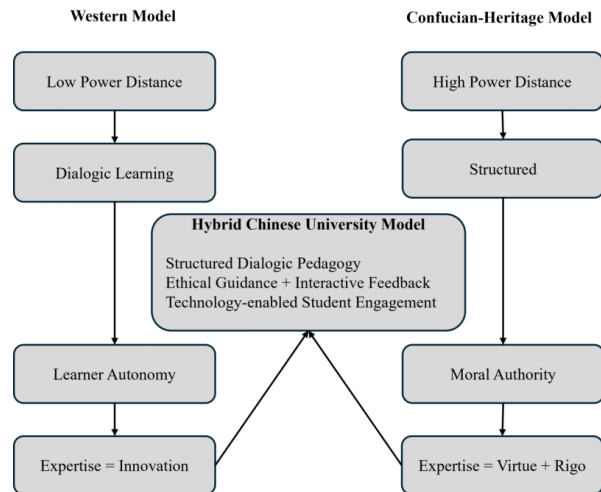 Western Model
Confucian-Heritage Model
Low Power Distance
High Power Distance
Dialogic Learning
Structured
Hybrid Chinese University Model
Structured Dialogic Pedagogy
Ethical Guidance + Interactive Feedback
Technology-enabled Student Engagement
Learner Autonomy
Moral Authority
Expertise = Innovation
Expertise = Virtue + Rigo